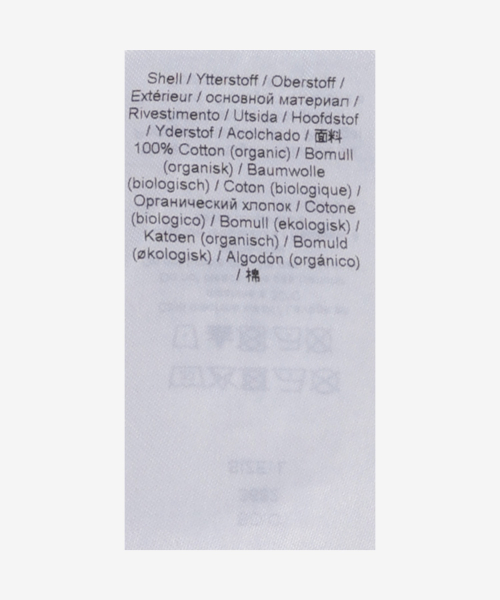 Shell / Ytterstoff / Oberstoff /
Extérieur / основной материал /
Rivestimento / Utsida / Hoofdstof
/ Yderstof / Acolchado / 面料
100% Cotton (organic) / Bomull
(organisk) / Baumwolle
(biologisch) / Coton (biologique) /
Органический хлопок / Cotone
(biologico) / Bomull (ekologisk) /
Katoen (organisch) / Bomuld
(økologisk) / Algodón (orgánico)
/ 棉
SIZE: L